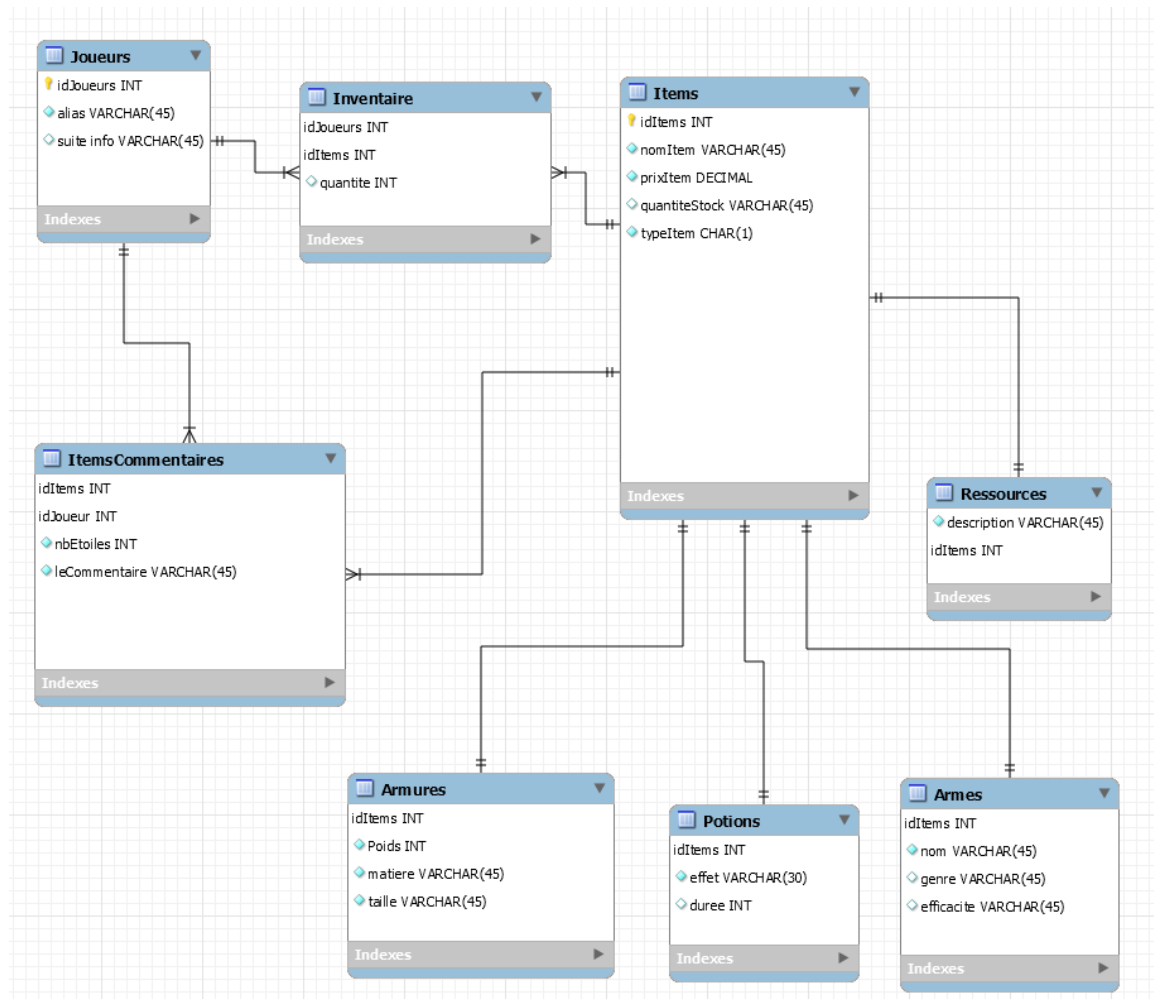 Joueurs
idJoueurs INT
alias VARCHAR(45)
suite info VARCHAR(45)
Indexes
Inventaire
idJoueurs INT
idItems INT
quantite INT
Indexes
Items
idItems INT
nomItem VARCHAR(45)
prixItem DECIMAL
quantiteStock VARCHAR(45)
typeItem CHAR(1)
Indexes
ItemsCommentaires
idItems INT
idJoueur INT
nbEtoiles INT
leCommentaire VARCHAR(45)
Indexes
Ressources
description VARCHAR(45)
idItems INT
Indexes
Armures
idItems INT
Poids INT
matiere VARCHAR(45)
taille VARCHAR(45)
Indexes
Potions
idItems INT
effet VARCHAR(30)
duree INT
Indexes
Armes
idItems INT
nom VARCHAR(45)
genre VARCHAR(45)
efficacite VARCHAR(45)
Indexes